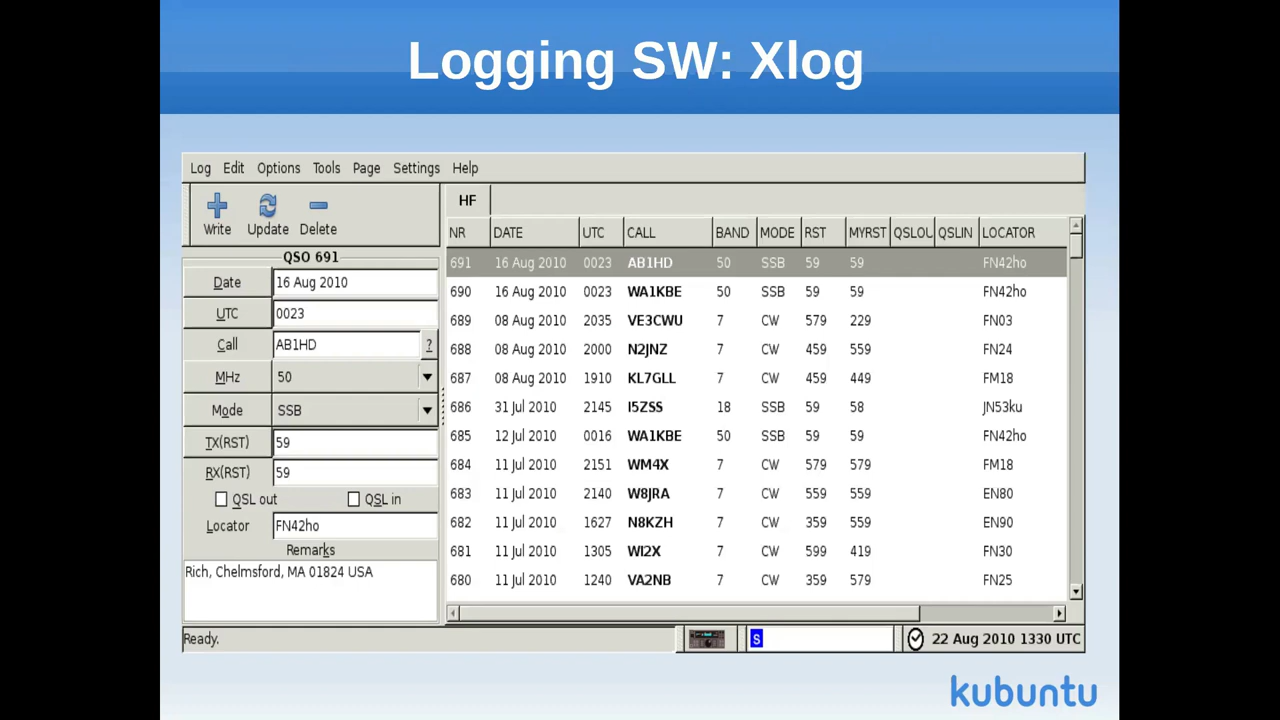 Logging SW: Xlog
Log Edit Options Tools Page Settings Help
Write Update Delete
HF
NR DATE UTC CALL BAND MODE RST MYRST QSLOU QSLIN LOCATOR
QSO 691
Date 16 Aug 2010
UTC 0023
Call AB1HD ?
MHz 50
Mode SSB
TX(RST) 59
RX(RST) 59
QSL out QSL in
Locator FN42ho
Remarks
Rich, Chelmsford, MA 01824 USA
691 16 Aug 2010 0023 AB1HD 50 SSB 59 59 FN42ho
690 16 Aug 2010 0023 WA1KBE 50 SSB 59 59 FN42ho
689 08 Aug 2010 2035 VE3CWU 7 CW 579 229 FN03
688 08 Aug 2010 2000 N2JNZ 7 CW 459 559 FN24
687 08 Aug 2010 1910 KL7GLL 7 CW 459 449 FM18
686 31 Jul 2010 2145 I5ZSS 18 SSB 59 58 JN53ku
685 12 Jul 2010 0016 WA1KBE 50 SSB 59 59 FN42ho
684 11 Jul 2010 2151 WM4X 7 CW 579 579 FM18
683 11 Jul 2010 2140 W8JRA 7 CW 559 559 EN80
682 11 Jul 2010 1627 N8KZH 7 CW 359 559 EN90
681 11 Jul 2010 1305 WI2X 7 CW 599 419 FN30
680 11 Jul 2010 1240 VA2NB 7 CW 359 579 FN25
Ready. S 22 Aug 2010 1330 UTC
kubuntu